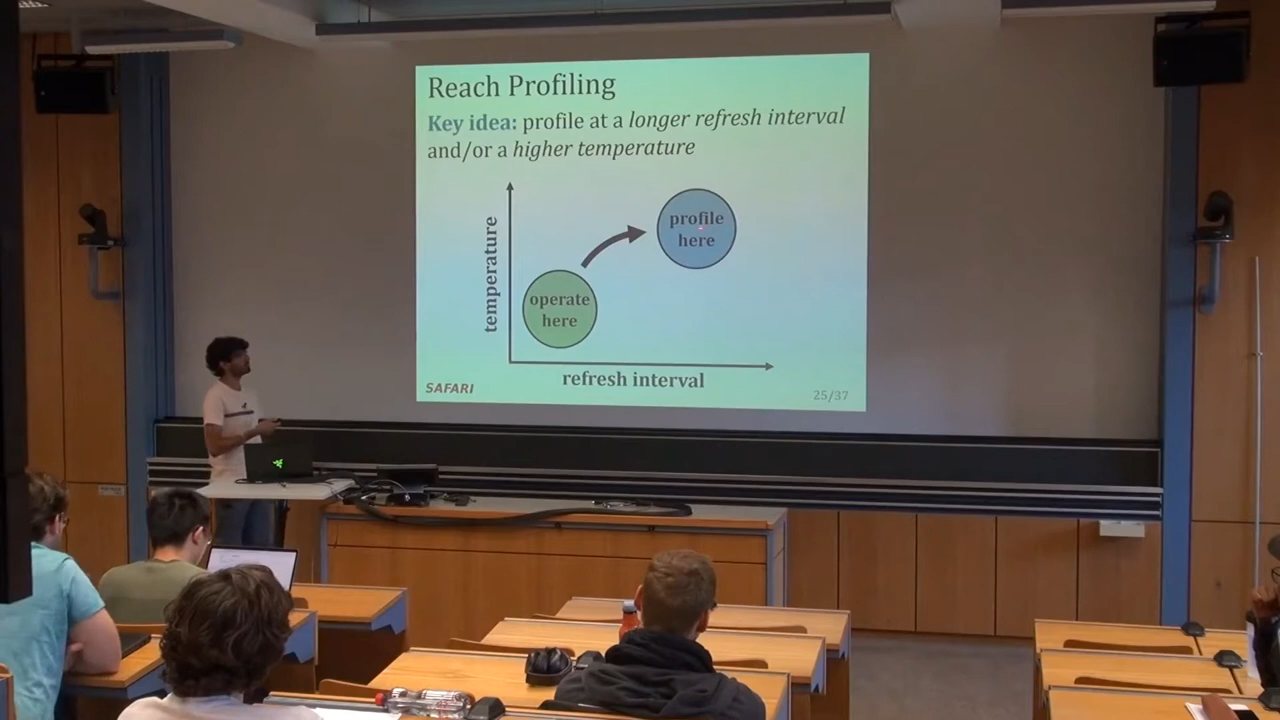 Reach Profiling
Key idea: profile at a longer refresh interval
and/or a higher temperature
temperature
profile
here
operate
here
refresh interval
SAFARI
25/37